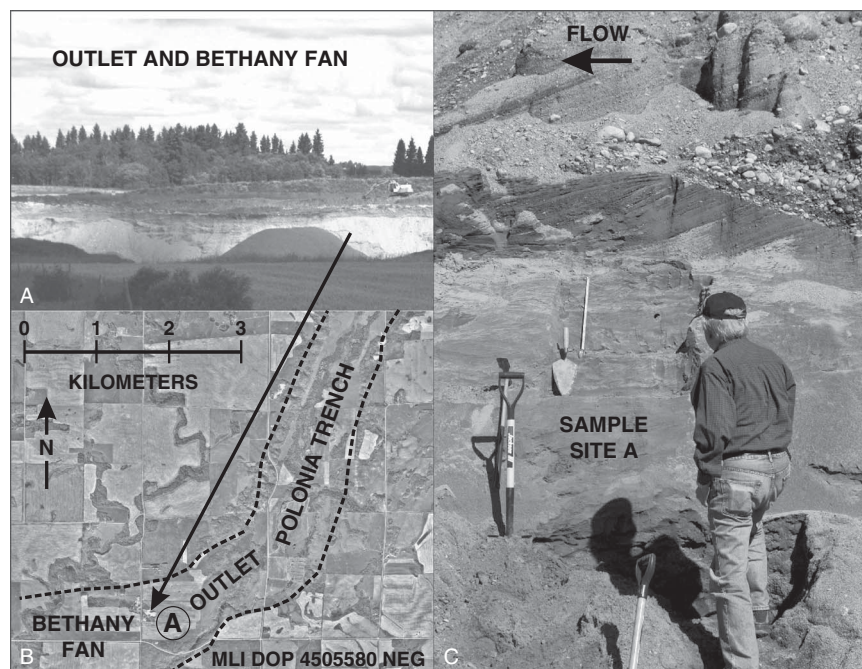 OUTLET AND BETHANY FAN
A
0 1 2 3
KILOMETERS
N
POLONIA TRENCH
OUTLET
A
BETHANY
FAN
B
MLI DOP 4505580 NEG
FLOW
SAMPLE
SITE A
C